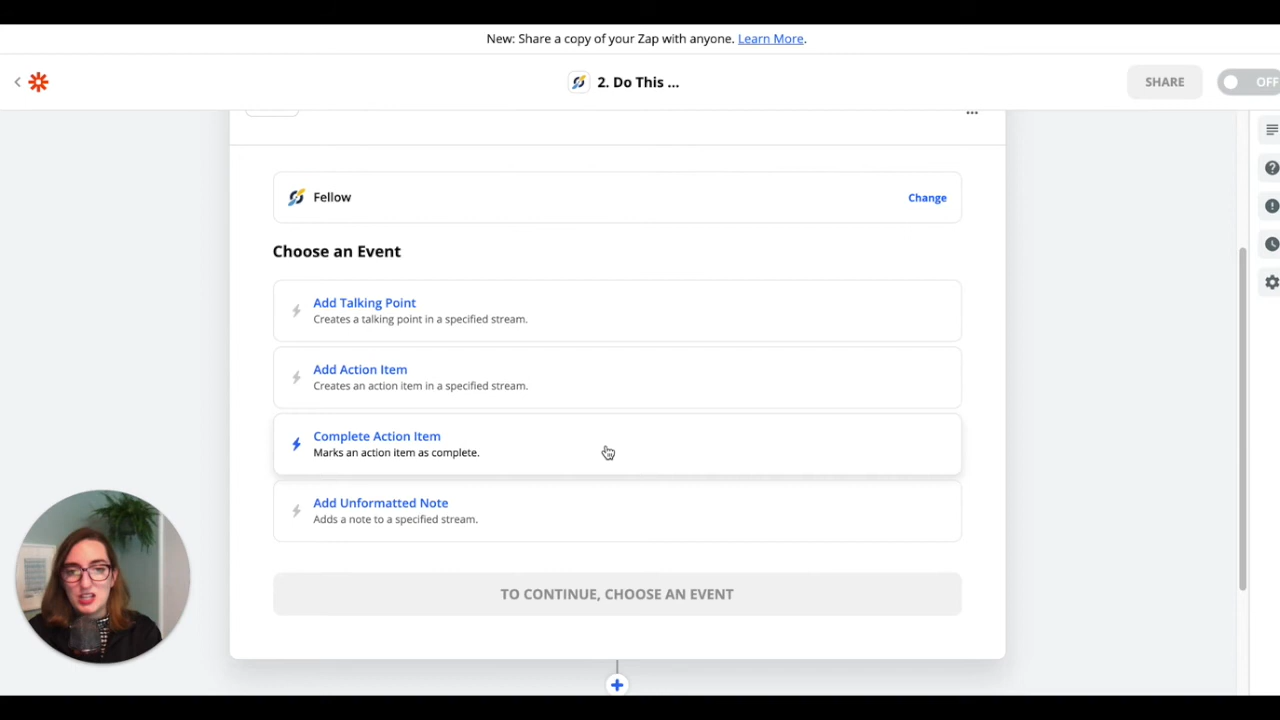 New: Share a copy of your Zap with anyone. Learn More.
2. Do This ...
SHARE
OFF
...
Fellow
Change
Choose an Event
Add Talking Point
Creates a talking point in a specified stream.
Add Action Item
Creates an action item in a specified stream.
Complete Action Item
Marks an action item as complete.
Add Unformatted Note
Adds a note to a specified stream.
TO CONTINUE, CHOOSE AN EVENT